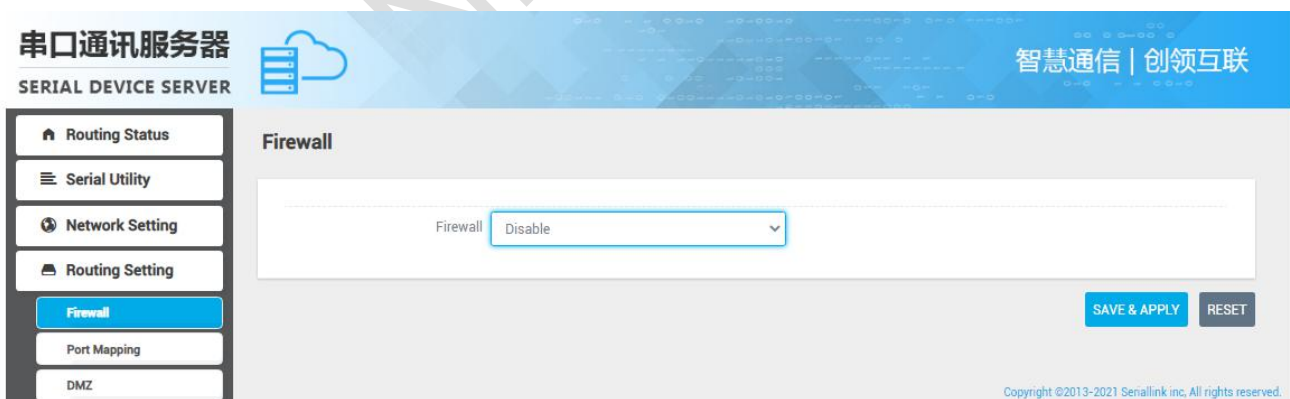 串口通讯服务器
SERIAL DEVICE SERVER
智慧通信 | 创领互联
Routing Status
Serial Utility
Network Setting
Routing Setting
Firewall
Port Mapping
DMZ
Firewall
Firewall Disable
SAVE & APPLY RESET
Copyright ©2013-2021 Seriallink inc, All rights reserved.